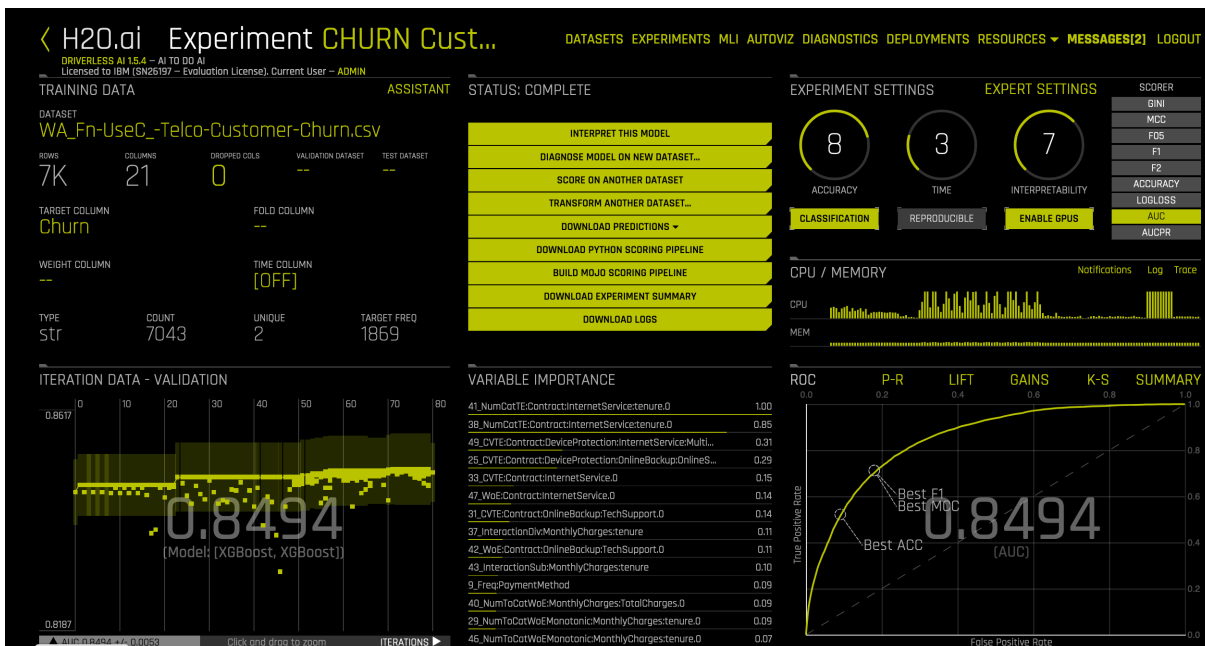 H2O.ai Experiment CHURN Cust...
DATASETS EXPERIMENTS MLI AUTOVIZ DIAGNOSTICS DEPLOYMENTS RESOURCES MESSAGES[2] LOGOUT
DRIVERLESS AI 1.5.4 – AI TO DO AI
Licensed to IBM (SN26197 – Evaluation License). Current User – ADMIN
TRAINING DATA ASSISTANT
DATASET
WA_Fn-UseC_-Telco-Customer-Churn.csv
ROWS COLUMNS DROPPED COLS VALIDATION DATASET TEST DATASET
7K 21 0 -- --
TARGET COLUMN FOLD COLUMN
Churn --
WEIGHT COLUMN TIME COLUMN
-- [OFF]
TYPE COUNT UNIQUE TARGET FREQ
str 7043 2 1869
STATUS: COMPLETE
INTERPRET THIS MODEL
DIAGNOSE MODEL ON NEW DATASET...
SCORE ON ANOTHER DATASET
TRANSFORM ANOTHER DATASET...
DOWNLOAD PREDICTIONS
DOWNLOAD PYTHON SCORING PIPELINE
BUILD MOJO SCORING PIPELINE
DOWNLOAD EXPERIMENT SUMMARY
DOWNLOAD LOGS
EXPERIMENT SETTINGS EXPERT SETTINGS
8 3 7
ACCURACY TIME INTERPRETABILITY
CLASSIFICATION REPRODUCIBLE ENABLE GPUS
SCORER
GINI
MCC
F05
F1
F2
ACCURACY
LOGLOSS
AUC
AUCPR
CPU / MEMORY Notifications Log Trace
CPU
MEM
ITERATION DATA - VALIDATION
0 10 20 30 40 50 60 70 80
0.8617
0.8494
(Model: [XGBoost, XGBoost])
0.8187
AUC 0.8494 +/- 0.0053 Click and drag to zoom ITERATIONS
VARIABLE IMPORTANCE
41_NumCatTE:Contract:InternetService:tenure.0 1.00
38_NumCatTE:Contract:InternetService:tenure.0 0.85
49_CVTE:Contract:DeviceProtection:InternetService:Multi... 0.31
25_CVTE:Contract:DeviceProtection:OnlineBackup:OnlineS... 0.29
33_CVTE:Contract:InternetService.0 0.15
47_WoE:Contract:InternetService.0 0.14
31_CVTE:Contract:OnlineBackup:TechSupport.0 0.14
37_InteractionDiv:MonthlyCharges:tenure 0.11
42_WoE:Contract:OnlineBackup:TechSupport.0 0.11
43_InteractionSub:MonthlyCharges:tenure 0.10
9_Freq:PaymentMethod 0.09
40_NumToCatWoE:MonthlyCharges:TotalCharges.0 0.09
29_NumToCatWoEMonotonic:MonthlyCharges:tenure.0 0.09
46_NumToCatWoEMonotonic:MonthlyCharges:tenure.0 0.07
ROC P-R LIFT GAINS K-S SUMMARY
0.0 0.2 0.4 0.6 0.8 1.0
1.0
0.8
0.6
0.4
0.2
0.0
Best F1
Best MCC
Best ACC
0.8494
(AUC)
True Positive Rate
False Positive Rate